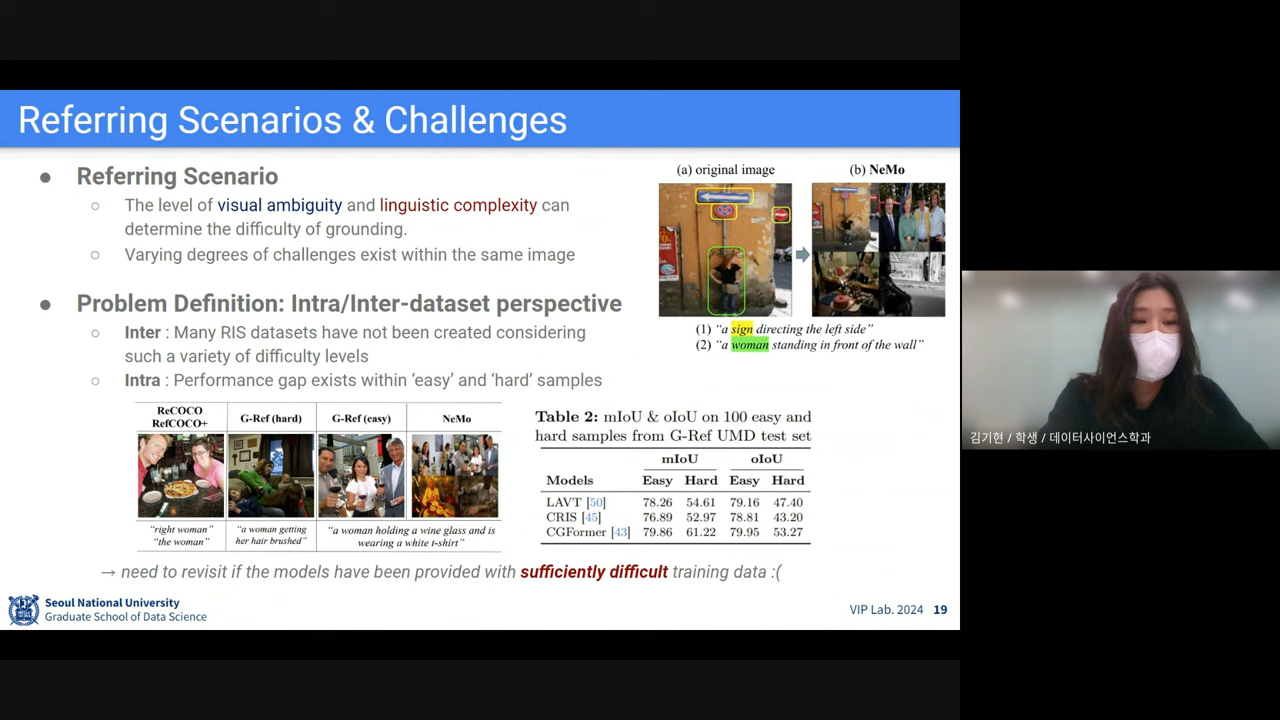 Referring Scenarios & Challenges
● Referring Scenario
○ The level of visual ambiguity and linguistic complexity can
determine the difficulty of grounding.
○ Varying degrees of challenges exist within the same image
● Problem Definition: Intra/Inter-dataset perspective
○ Inter : Many RIS datasets have not been created considering
such a variety of difficulty levels
○ Intra : Performance gap exists within ‘easy’ and ‘hard’ samples
(a) original image
(b) NeMo
(1) “a sign directing the left side”
(2) “a woman standing in front of the wall”
ReCOCO
RefCOCO+
G-Ref (hard)
G-Ref (easy)
NeMo
“right woman”
“the woman”
“a woman getting
her hair brushed”
“a woman holding a wine glass and is
wearing a white t-shirt”
Table 2: mIoU & oIoU on 100 easy and
hard samples from G-Ref UMD test set
mIoU oIoU
Models Easy Hard Easy Hard
LAVT [50] 78.26 54.61 79.16 47.40
CRIS [45] 76.89 52.97 78.81 43.20
CGFormer [43] 79.86 61.22 79.95 53.27
→ need to revisit if the models have been provided with sufficiently difficult training data :(
Seoul National University
Graduate School of Data Science
VIP Lab. 2024 19
김기현 / 학생 / 데이터사이언스학과